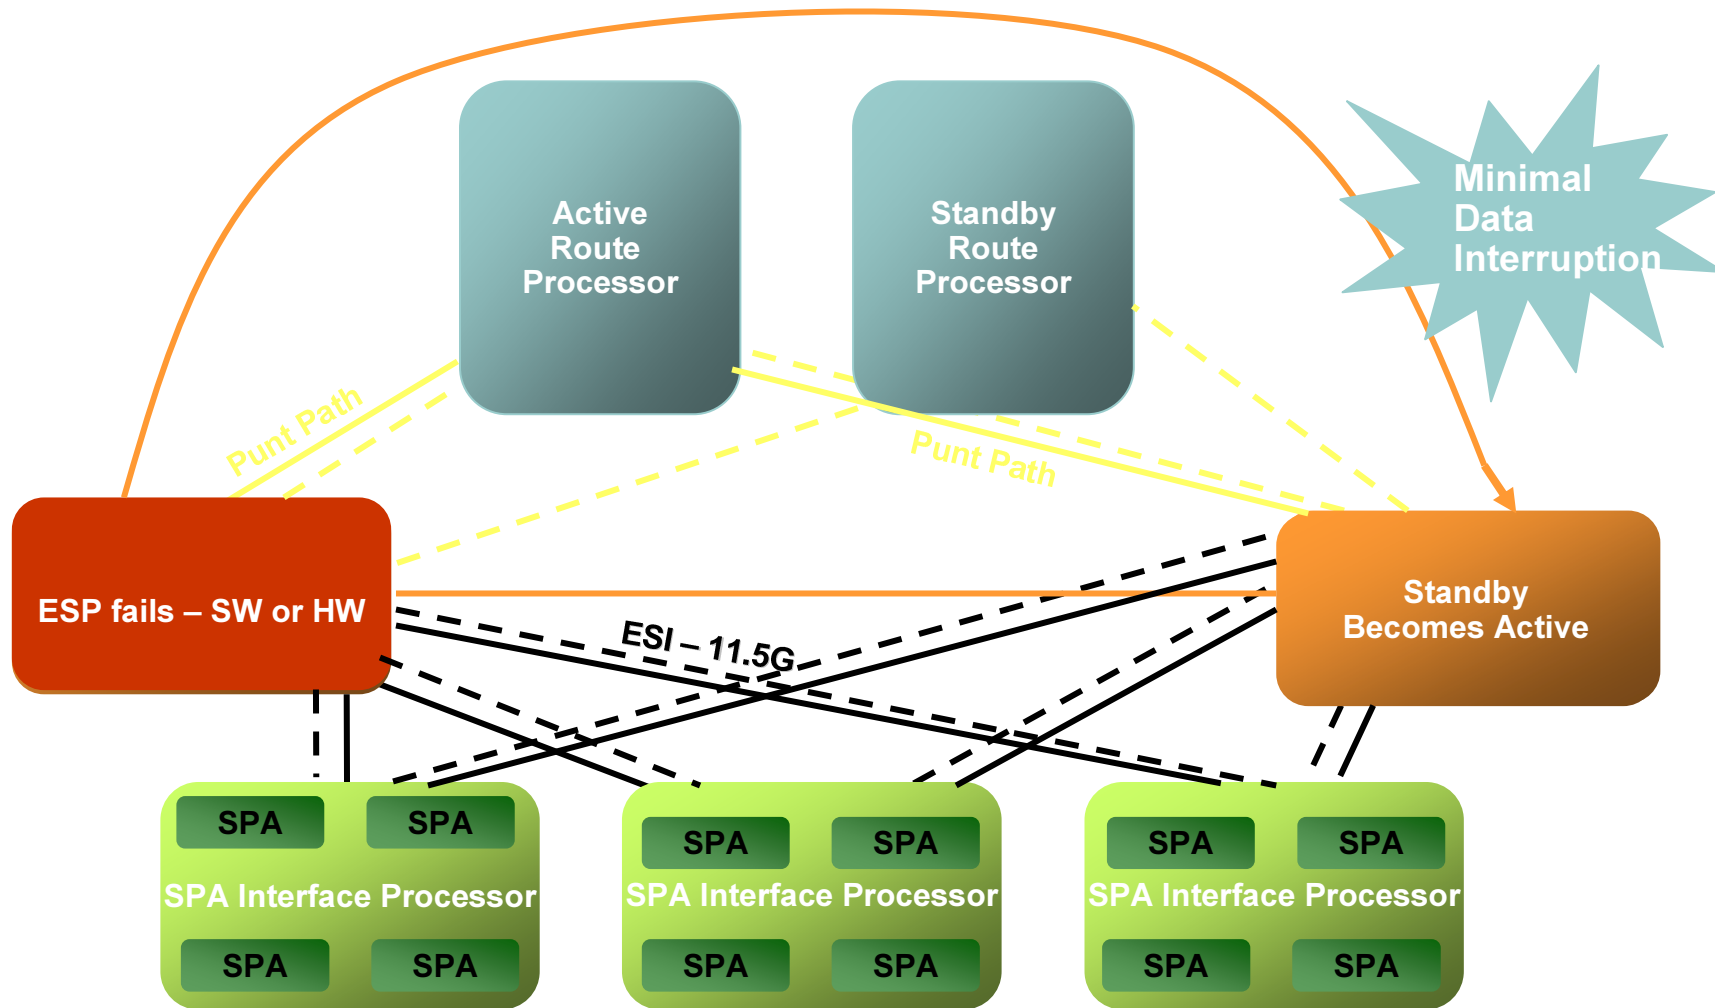 Active
Route
Processor
Standby
Route
Processor
Minimal
Data
Interruption
Punt Path
Punt Path
ESP fails – SW or HW
ESI – 11.5G
Standby
Becomes Active
SPA
SPA
SPA Interface Processor
SPA
SPA
SPA
SPA
SPA Interface Processor
SPA
SPA
SPA
SPA
SPA Interface Processor
SPA
SPA